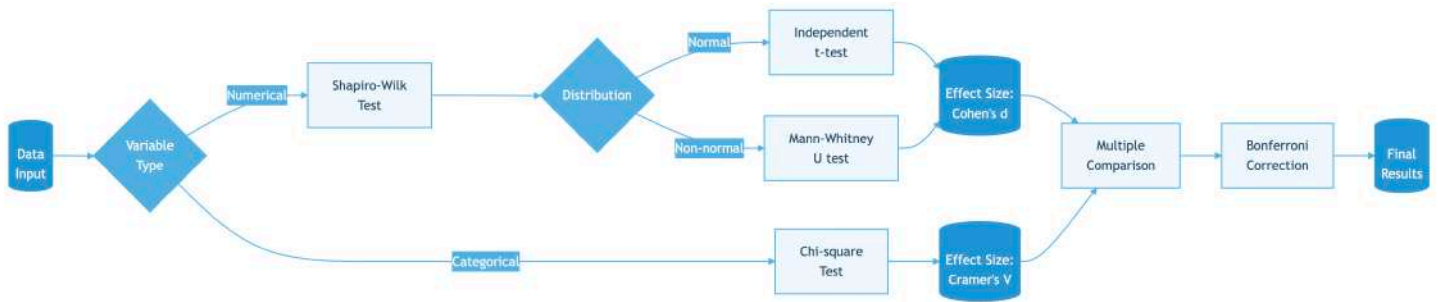 Data
Input
Variable
Type
Numerical
Shapiro-Wilk
Test
Distribution
Normal
Independent
t-test
Non-normal
Mann-Whitney
U test
Effect Size:
Cohen's d
Categorical
Chi-square
Test
Effect Size:
Cramer's V
Multiple
Comparison
Bonferroni
Correction
Final
Results